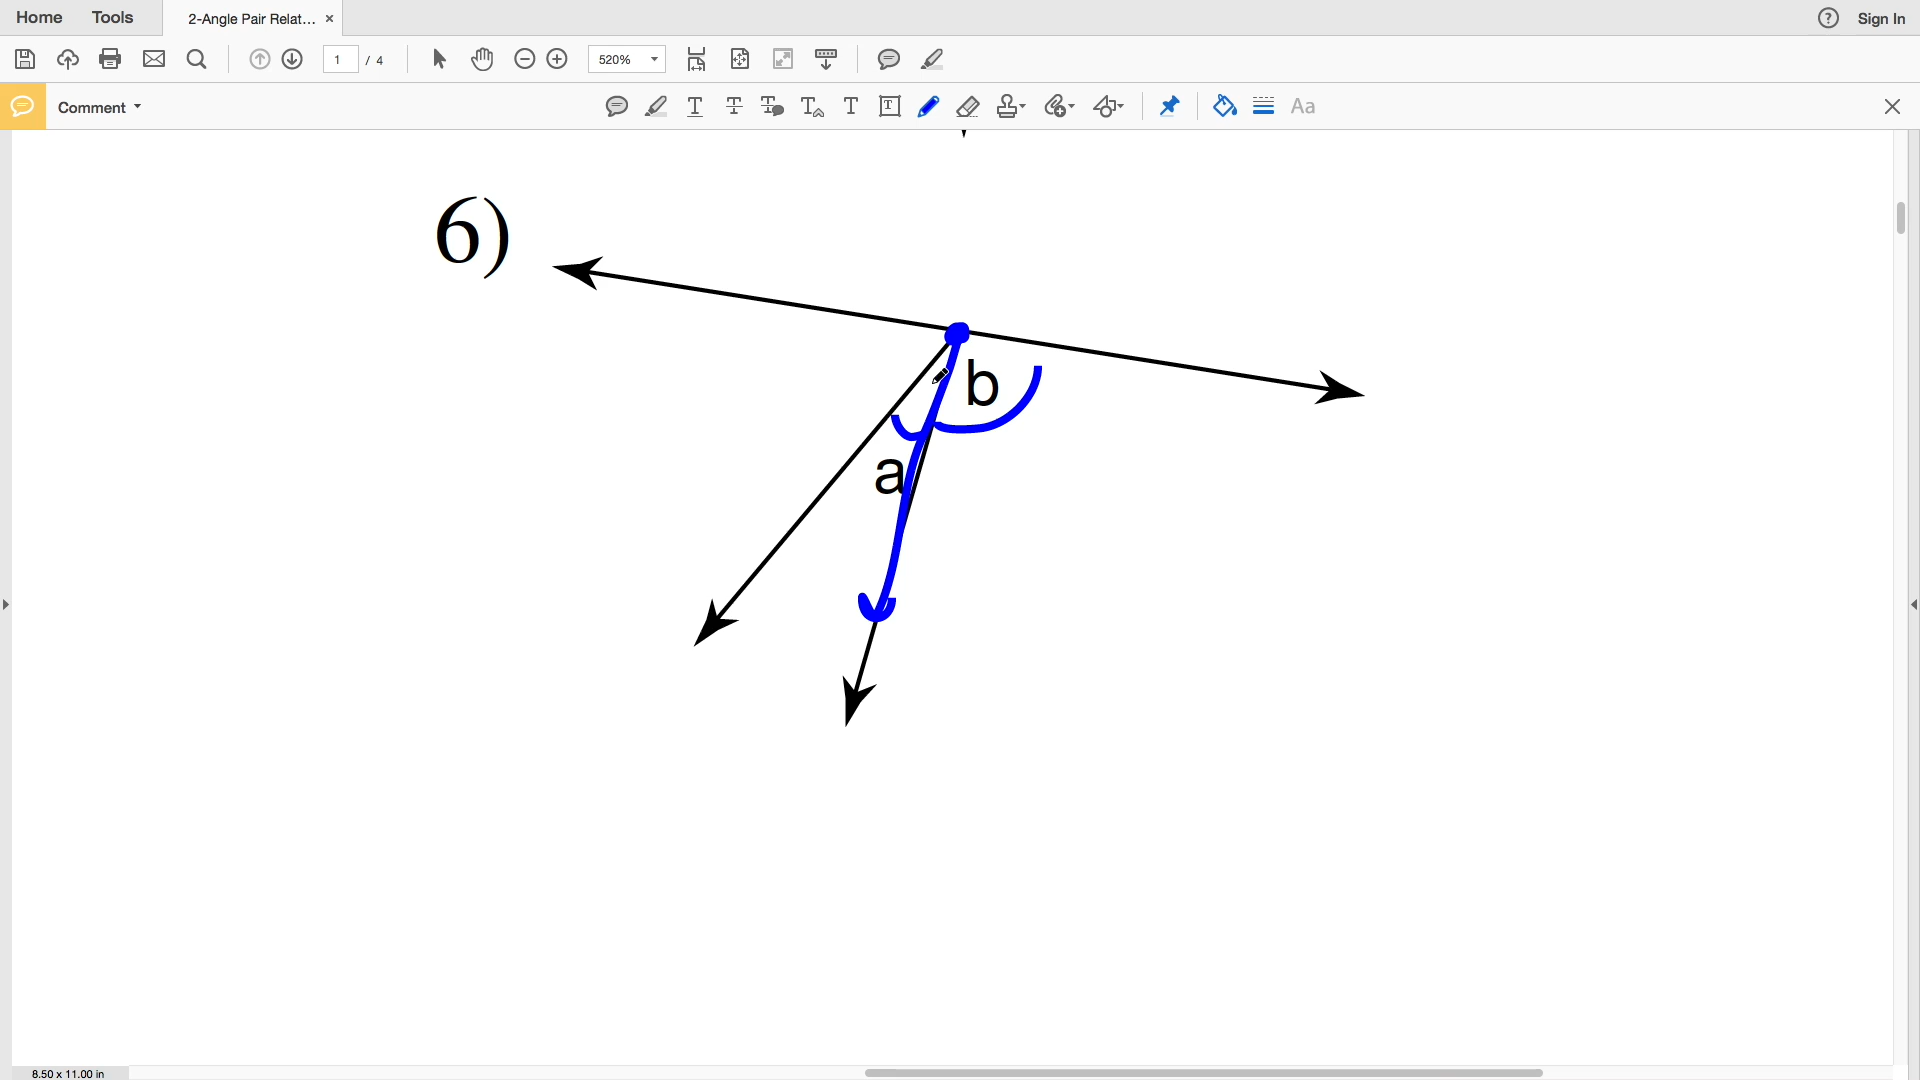 Home Tools 2-Angle Pair Relat... × ? Sign In
1 / 4 520%
Comment T T T T T T Aa
6)
b
a
8.50 x 11.00 in